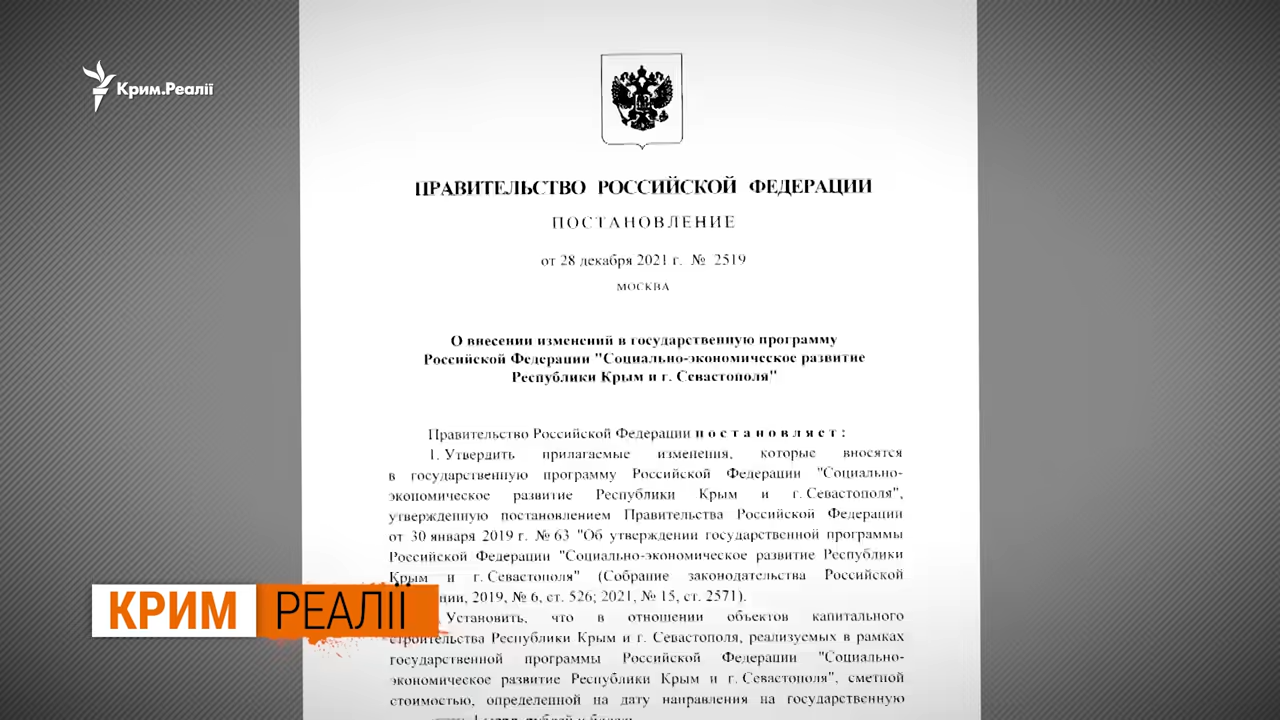 Крим.Реалії
ПРАВИТЕЛЬСТВО РОССИЙСКОЙ ФЕДЕРАЦИИ
ПОСТАНОВЛЕНИЕ
от 28 декабря 2021 г. № 2519
МОСКВА
О внесении изменений в государственную программу
Российской Федерации "Социально-экономическое развитие
Республики Крым и г. Севастополя"
Правительство Российской Федерации постановляет:
1. Утвердить прилагаемые изменения, которые вносятся
в государственную программу Российской Федерации "Социально-
экономическое развитие Республики Крым и г. Севастополя",
утвержденную постановлением Правительства Российской Федерации
от 30 января 2019 г. № 63 "Об утверждении государственной программы
Российской Федерации "Социально-экономическое развитие Республики
Крым и г. Севастополя" (Собрание законодательства Российской
ции, 2019, № 6, ст. 526; 2021, № 15, ст. 2571).
Установить, что в отношении объектов капитального
строительства Республики Крым и г. Севастополя, реализуемых в рамках
государственной программы Российской Федерации "Социально-
экономическое развитие Республики Крым и г. Севастополя", сметной
стоимостью, определенной на дату направления на государственную
КРИМ РЕАЛІЇ